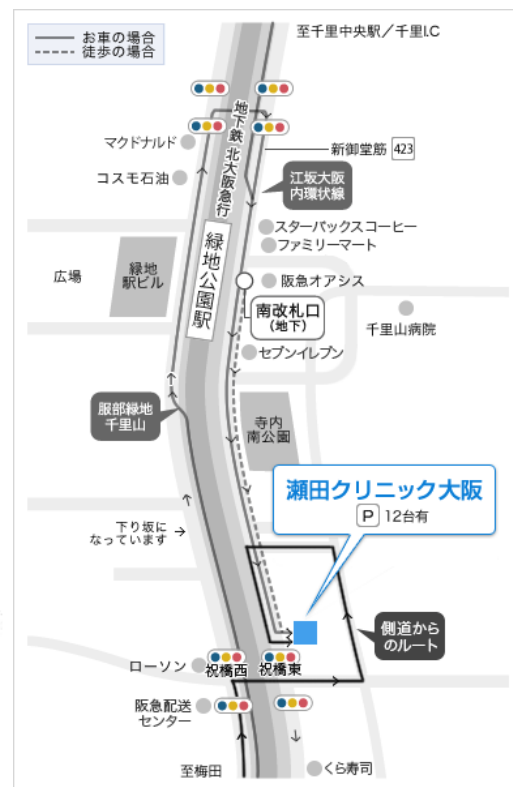 お車の場合
徒歩の場合
至千里中央駅／千里I.C
地下鉄 北大阪急行
マクドナルド
新御堂筋 423
コスモ石油
江坂大阪
内環状線
スターバックスコーヒー
ファミリーマート
緑地公園駅
緑地
駅ビル
広場
阪急オアシス
南改札口
（地下）
千里山病院
セブンイレブン
服部緑地
千里山
寺内
南公園
瀬田クリニック大阪
P 12台有
下り坂に
なっています
側道から
のルート
ローソン
祝橋西
祝橋東
阪急配送
センター
至梅田
くら寿司